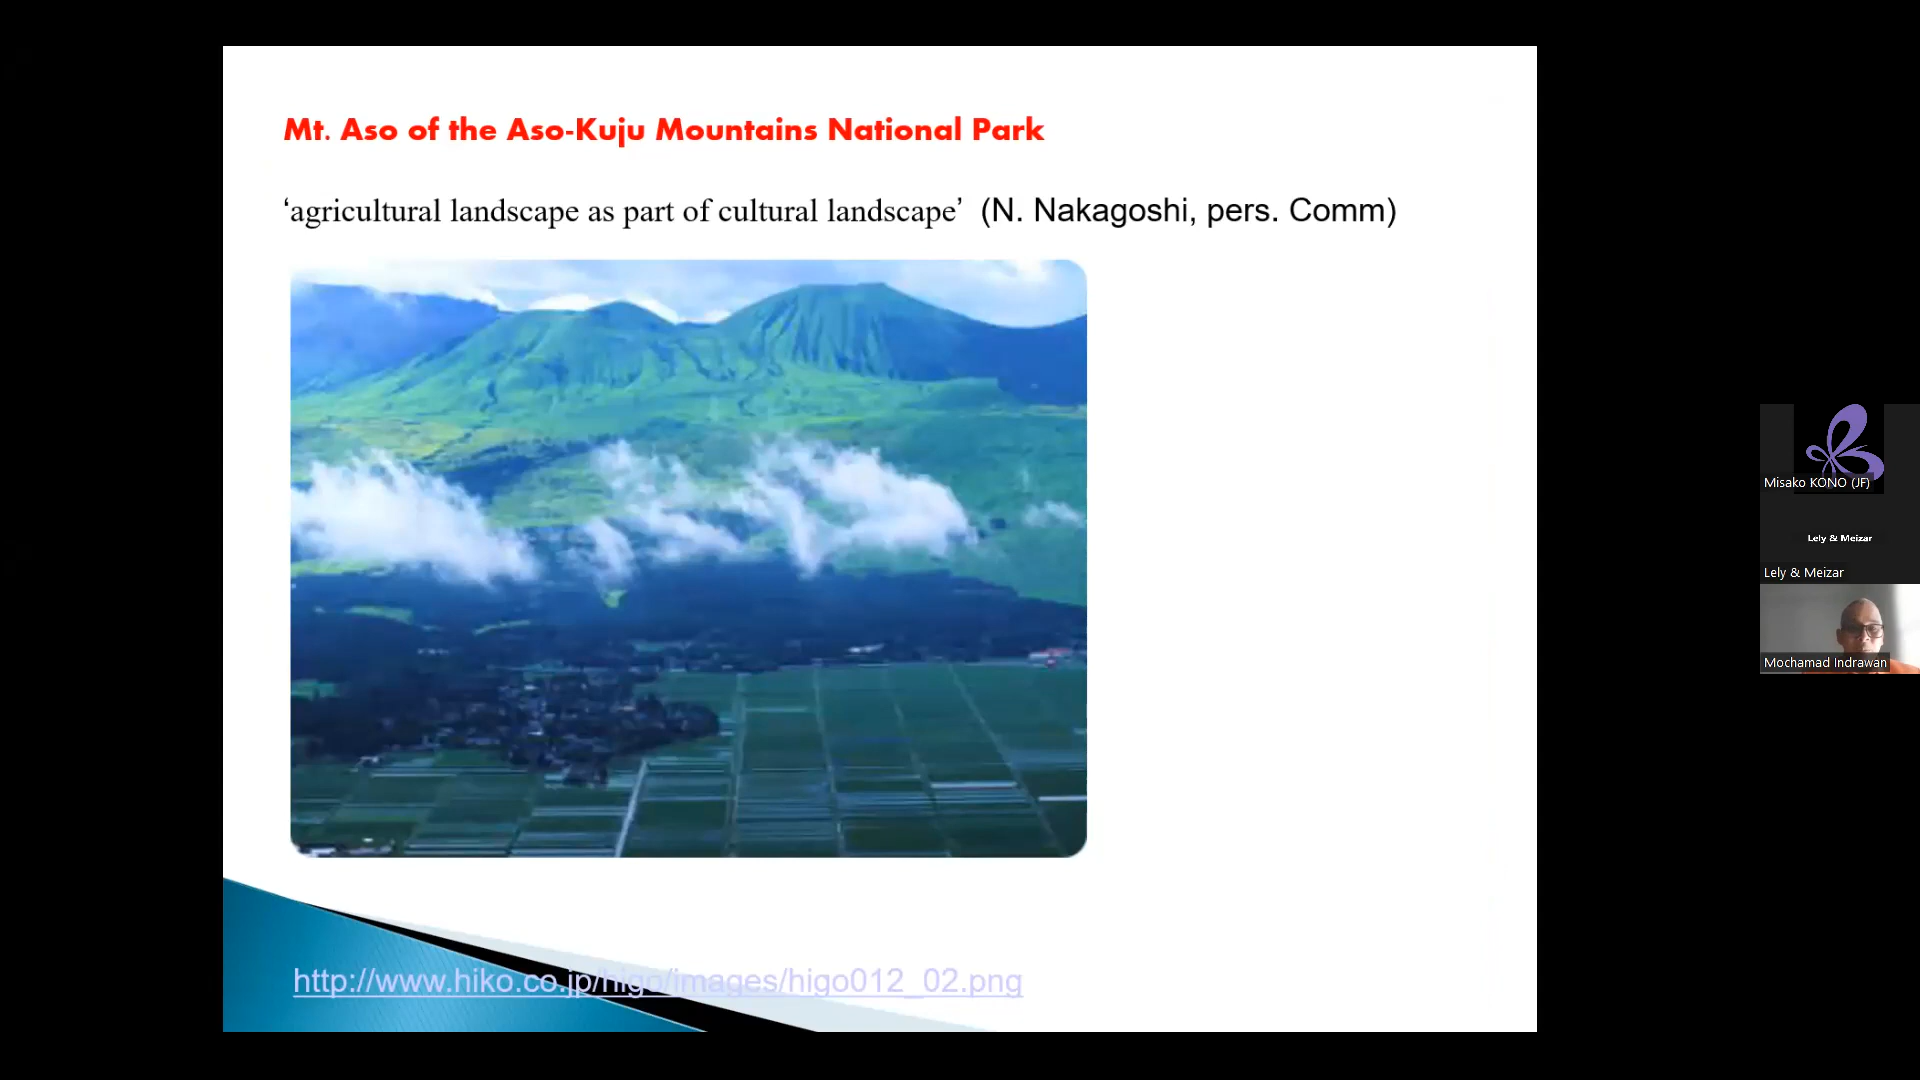 Mt. Aso of the Aso-Kuju Mountains National Park
‘agricultural landscape as part of cultural landscape’ (N. Nakagoshi, pers. Comm)
http://www.hiko.co.jp/higo/images/higo012_02.png
Misako KONO (JF)
Lely & Meizar
Lely & Meizar
Mochamad Indrawan